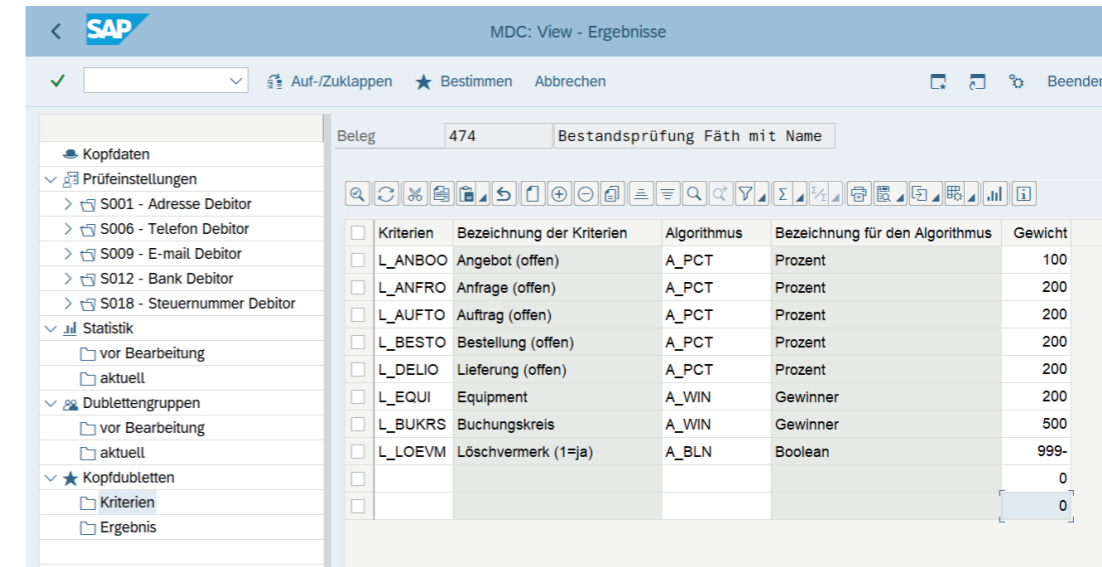 SAP
MDC: View - Ergebnisse
Auf-/Zuklappen Bestimmen Abbrechen Beenden
Beleg 474 Bestandsprüfung Fäth mit Name
Kopfdaten
Prüfeinstellungen
S001 - Adresse Debitor
S006 - Telefon Debitor
S009 - E-mail Debitor
S012 - Bank Debitor
S018 - Steuernummer Debitor
Statistik
vor Bearbeitung
aktuell
Dublettengruppen
vor Bearbeitung
aktuell
Kopfdubletten
Kriterien
Ergebnis
Kriterien Bezeichnung der Kriterien Algorithmus Bezeichnung für den Algorithmus Gewicht
L_ANBOO Angebot (offen) A_PCT Prozent 100
L_ANFRO Anfrage (offen) A_PCT Prozent 200
L_AUFTO Auftrag (offen) A_PCT Prozent 200
L_BESTO Bestellung (offen) A_PCT Prozent 200
L_DELIO Lieferung (offen) A_PCT Prozent 200
L_EQUI Equipment A_WIN Gewinner 200
L_BUKRS Buchungskreis A_WIN Gewinner 500
L_LOEVM Löschvermerk (1=ja) A_BLN Boolean 999-
0
0